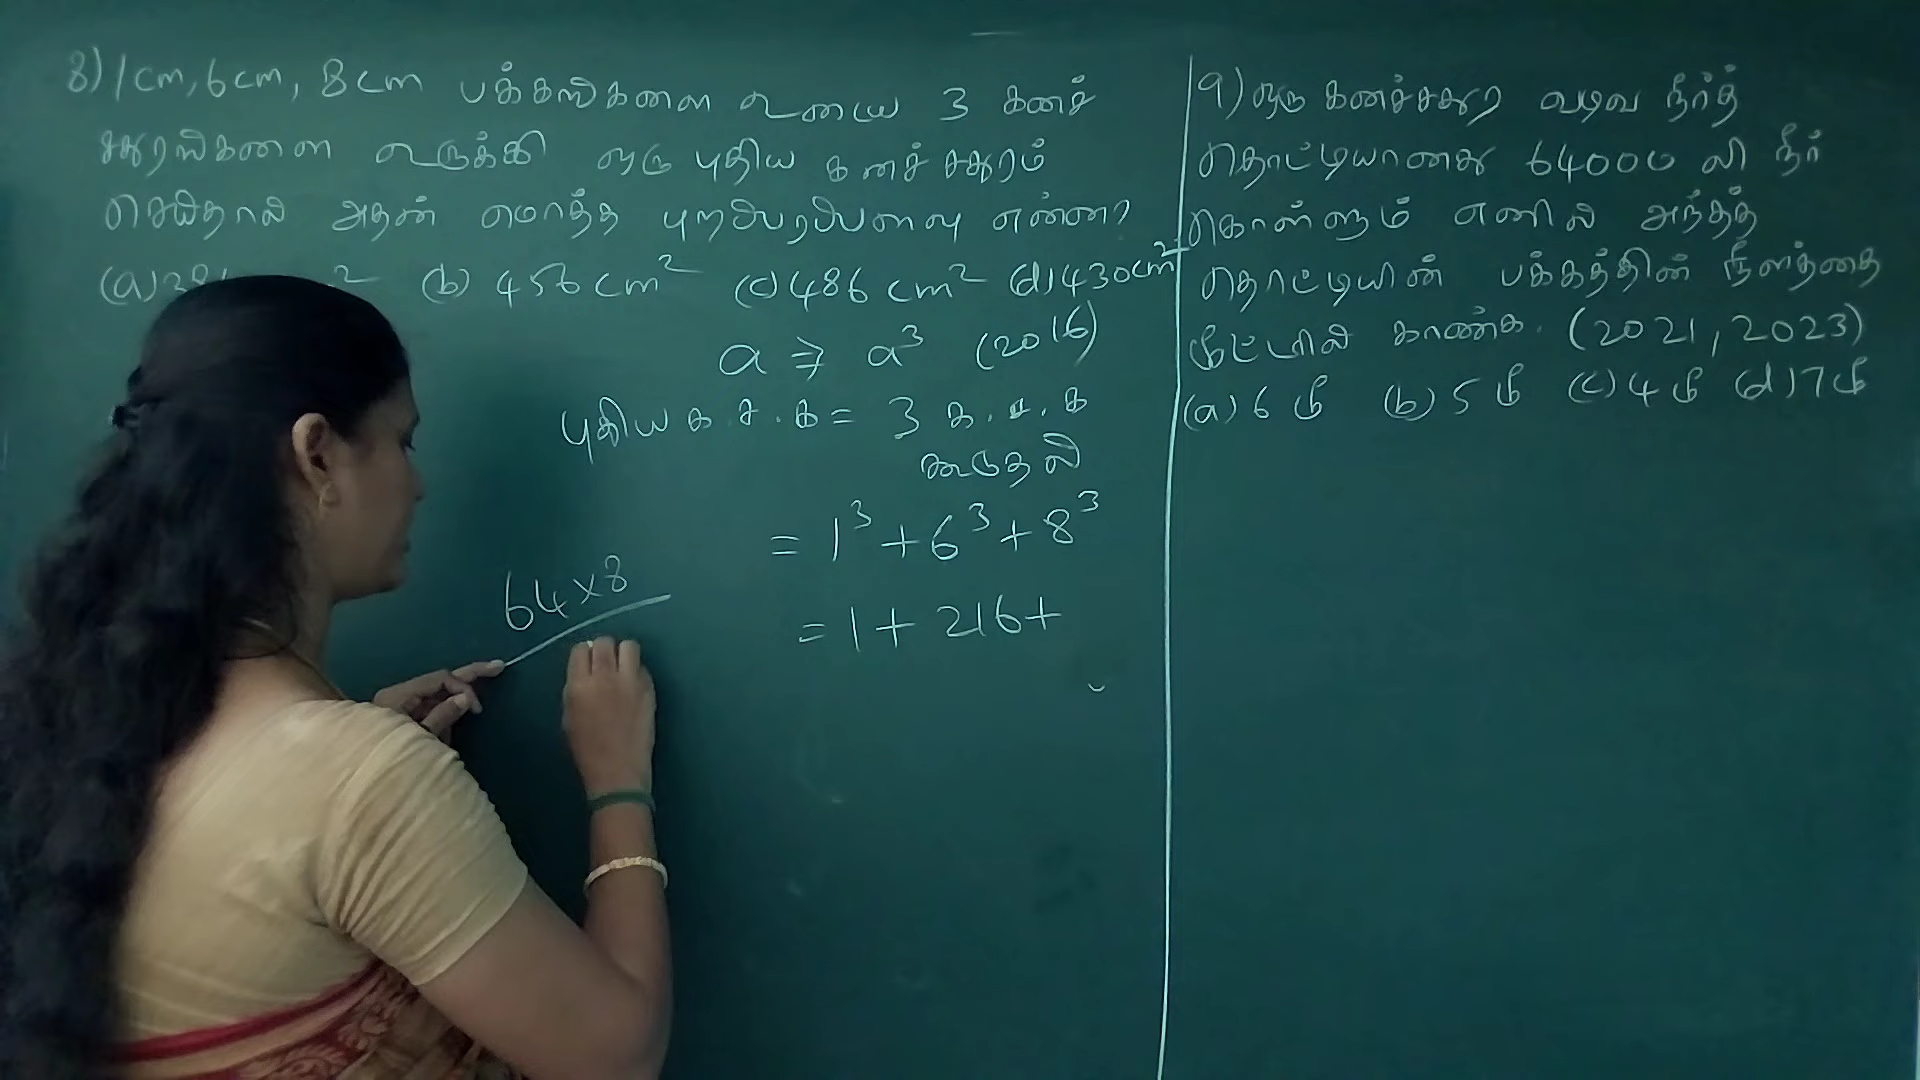 8) 1cm, 6cm, 8cm பக்கங்களை உடைய 3 கனச்
சதுரங்களை உருக்கி ஒரு புதிய கனச் சதுரம்
செய்தால் அதன் மொத்த புறப்பரப்பளவு என்ன?
(b) 456 cm² (c) 486 cm² (d) 430cm²
a ⇒ a³ (2016)
புதிய க . ச . க = 3 க . ச . க
கூடுதல்
= 1³ + 6³ + 8³
64 x 8
= 1 + 216 +
9) ஒரு கனச்சதுர வடிவ நீர்த்
தொட்டியானது 64000 லி நீர்
கொள்ளும் எனில் அந்தத்
தொட்டியின் பக்கத்தின் நீளத்தை
மீட்டரில் காண்க. (2021, 2023)
(a) 6 மீ (b) 5 மீ (c) 4 மீ (d) 7 மீ